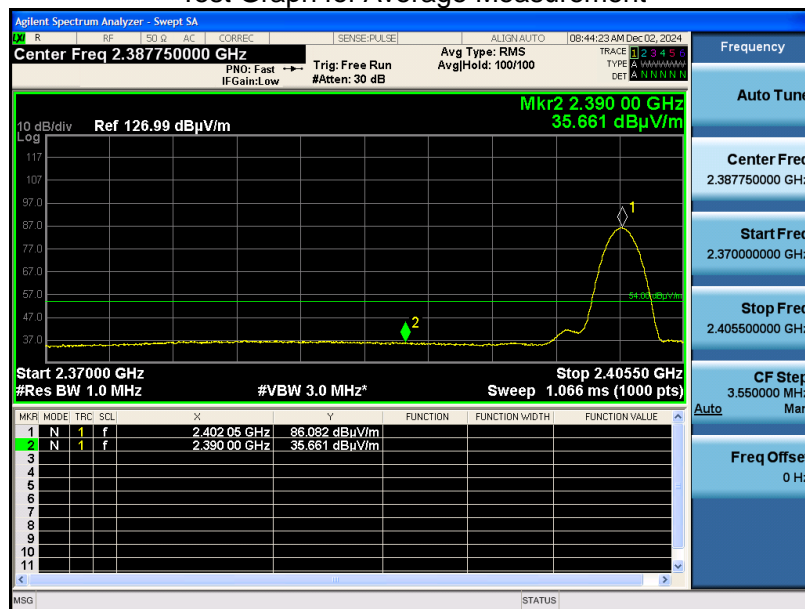 Test Graph for Average Measurement
Agilent Spectrum Analyzer - Swept SA
LXI R RF 50 Ω AC CORREC SENSE:PULSE ALIGN AUTO 08:44:23 AM Dec 02, 2024
Center Freq 2.387750000 GHz
PNO: Fast
IFGain:Low
Trig: Free Run
#Atten: 30 dB
Avg Type: RMS
Avg|Hold: 100/100
TRACE 1 2 3 4 5 6
TYPE A WWWWW
DET A N N N N N
Mkr2 2.390 00 GHz
35.661 dBµV/m
10 dB/div Ref 126.99 dBµV/m
Log
117
107
97.0
87.0
77.0
67.0
57.0
47.0
37.0
1
2
54.00 dBµV/m
Start 2.37000 GHz Stop 2.40550 GHz
#Res BW 1.0 MHz #VBW 3.0 MHz* Sweep 1.066 ms (1000 pts)
MKR MODE TRC SCL X Y FUNCTION FUNCTION WIDTH FUNCTION VALUE
1 N 1 f 2.402 05 GHz 86.082 dBµV/m
2 N 1 f 2.390 00 GHz 35.661 dBµV/m
3
4
5
6
7
8
9
10
11
MSG STATUS
Frequency
Auto Tune
Center Freq
2.387750000 GHz
Start Freq
2.370000000 GHz
Stop Freq
2.405500000 GHz
CF Step
3.550000 MHz
Auto Man
Freq Offset
0 Hz